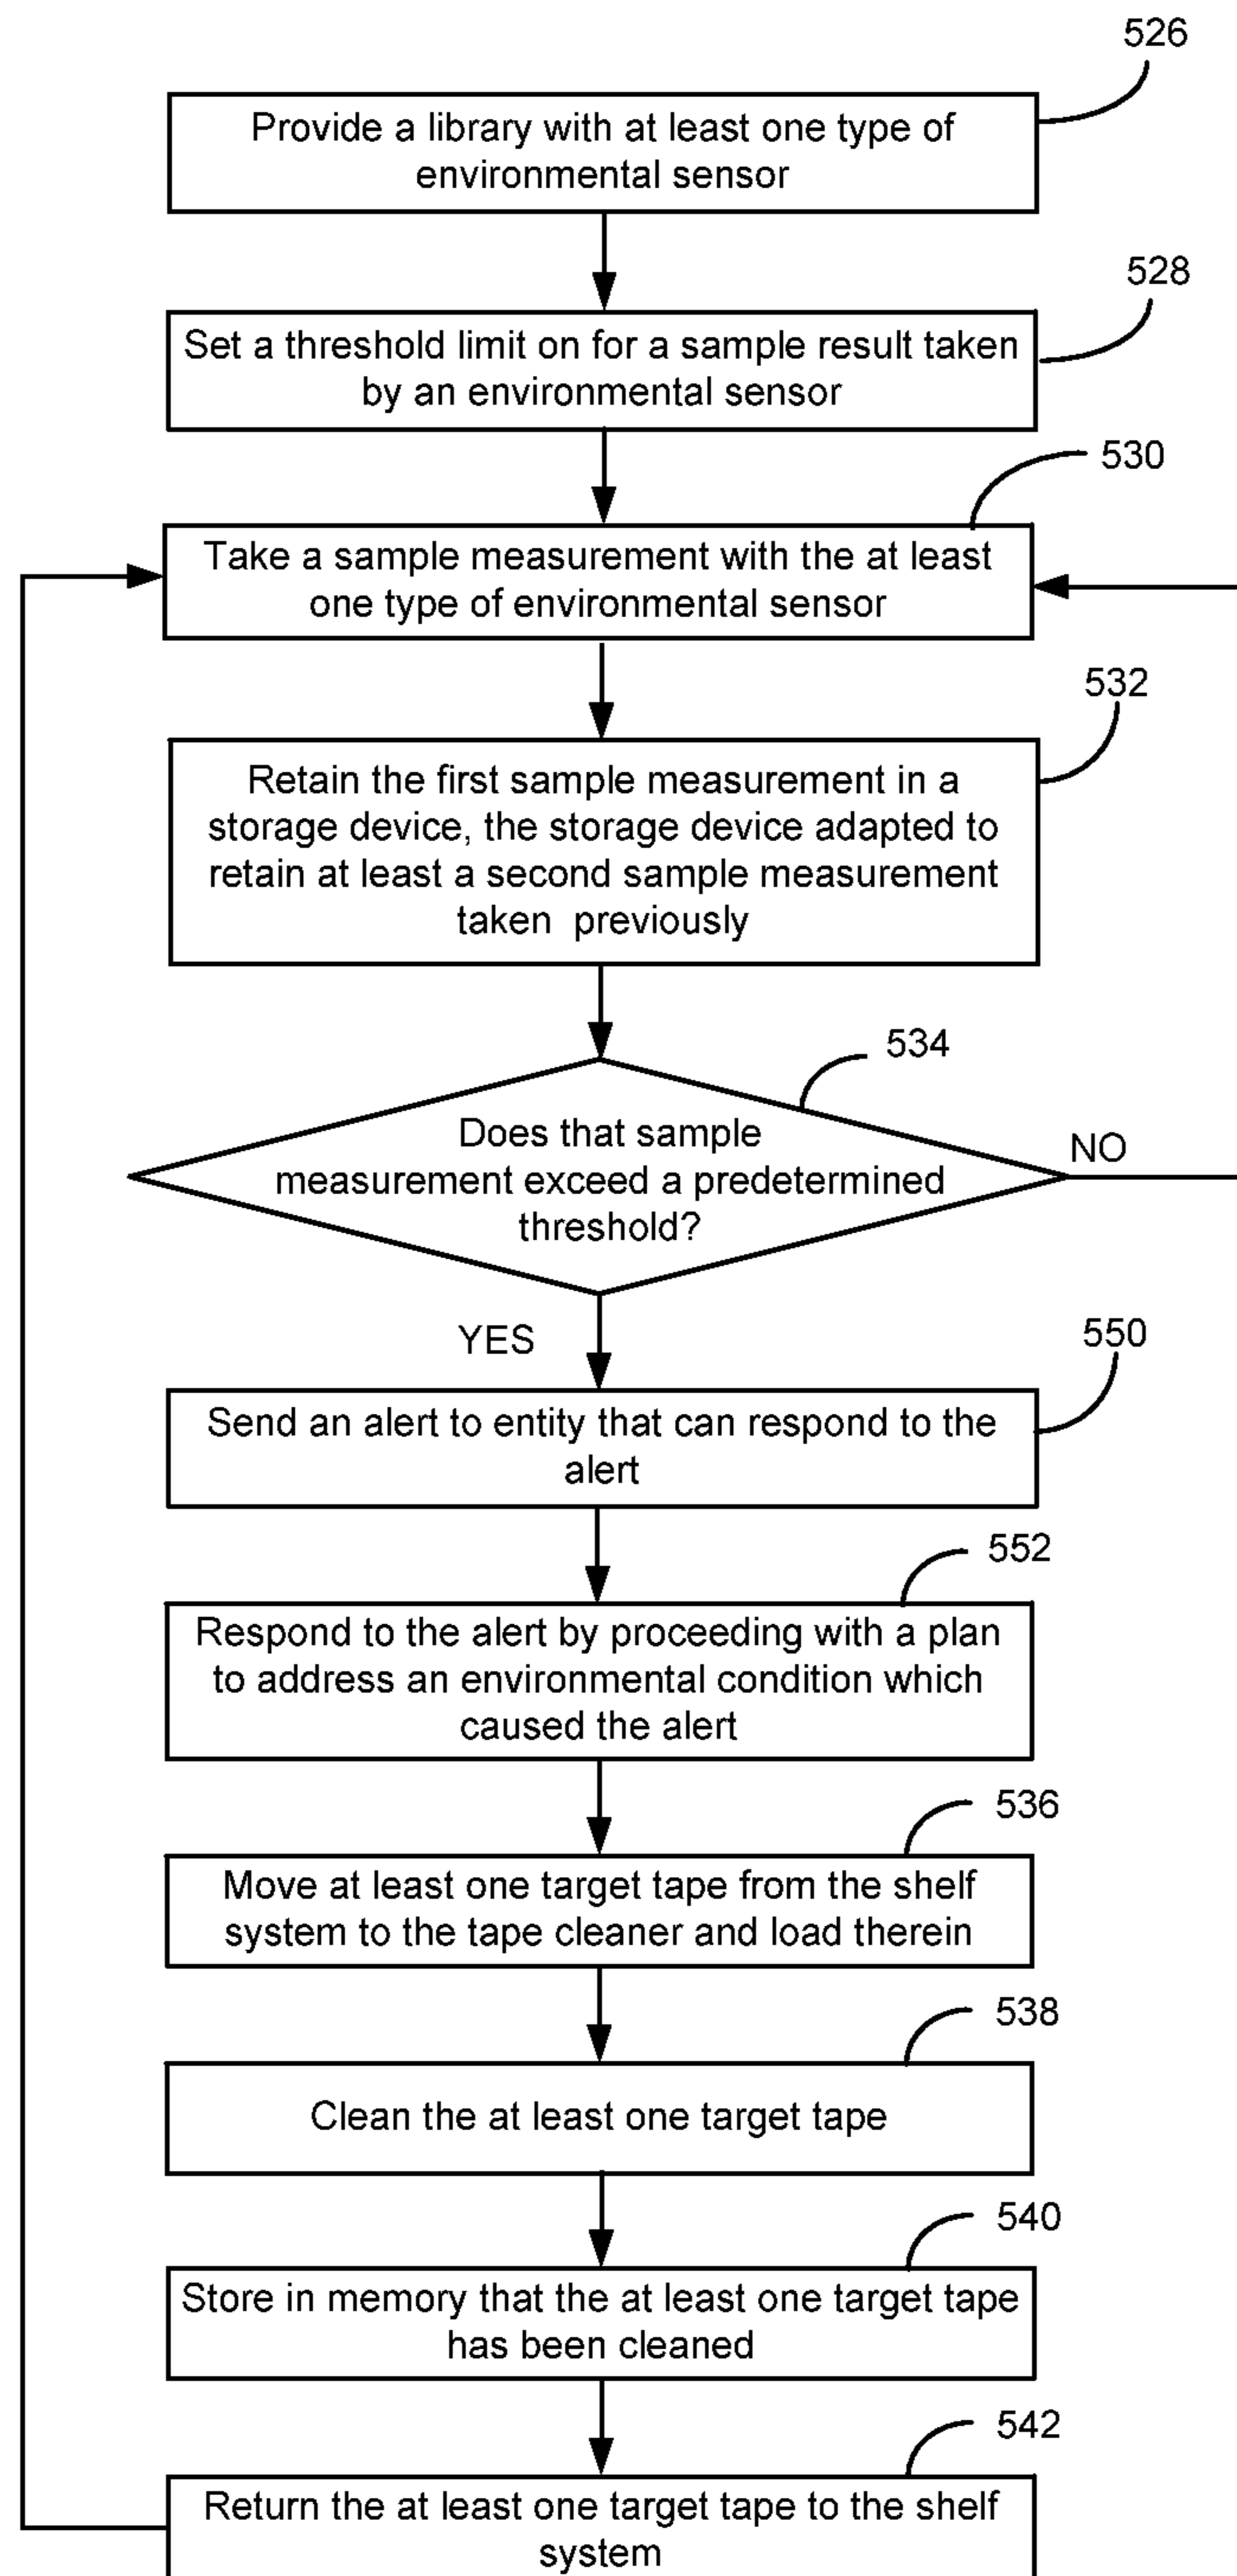 526
Provide a library with at least one type of
environmental sensor
528
Set a threshold limit on for a sample result taken
by an environmental sensor
530
Take a sample measurement with the at least
one type of environmental sensor
532
Retain the first sample measurement in a
storage device, the storage device adapted to
retain at least a second sample measurement
taken previously
534
Does that sample
measurement exceed a predetermined
threshold?
NO
YES
550
Send an alert to entity that can respond to the
alert
552
Respond to the alert by proceeding with a plan
to address an environmental condition which
caused the alert
536
Move at least one target tape from the shelf
system to the tape cleaner and load therein
538
Clean the at least one target tape
540
Store in memory that the at least one target tape
has been cleaned
542
Return the at least one target tape to the shelf
system